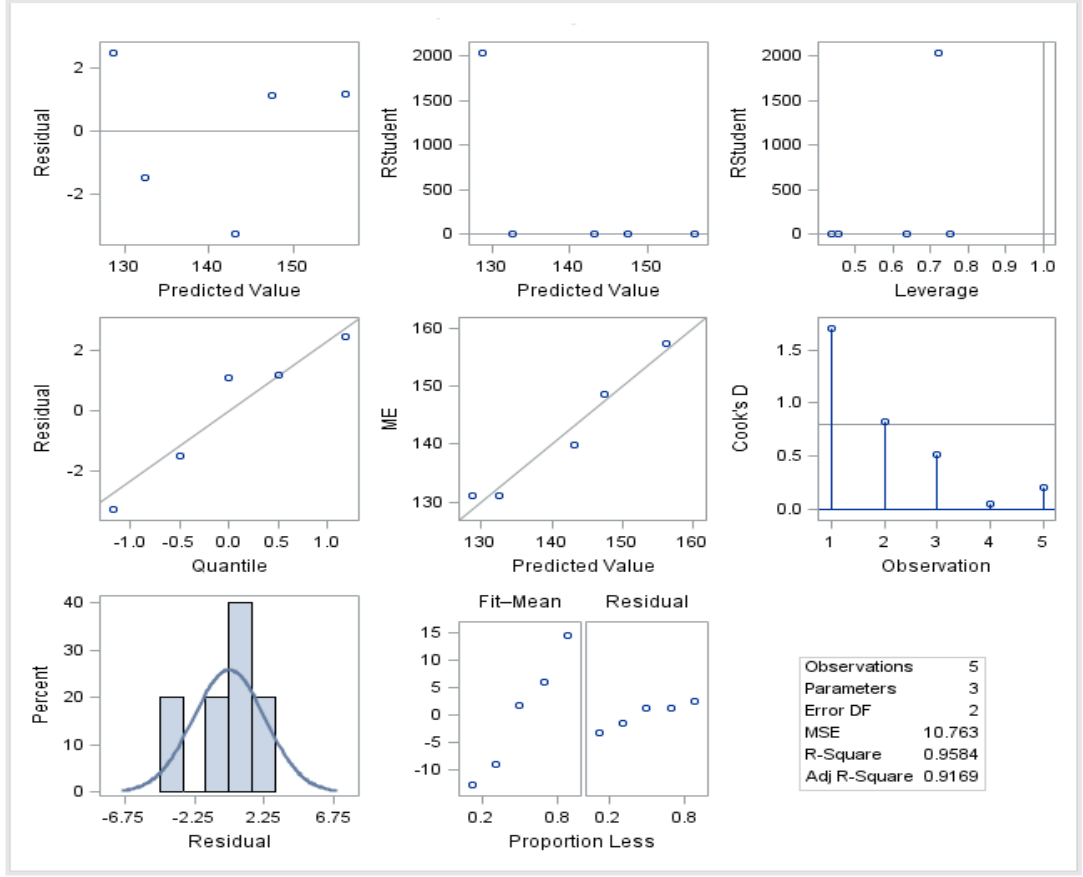 2
0
-2
130 140 150
Predicted Value
Residual
2000
1500
1000
500
0
130 140 150
Predicted Value
RStudent
2000
1500
1000
500
0
0.5 0.6 0.7 0.8 0.9 1.0
Leverage
RStudent
2
0
-2
-1.0 -0.5 0.0 0.5 1.0
Quantile
Residual
160
150
140
130
130 140 150 160
Predicted Value
ME
1.5
1.0
0.5
0.0
1 2 3 4 5
Observation
Cook's D
40
30
20
10
0
-6.75 -2.25 2.25 6.75
Residual
Percent
Fit–Mean Residual
15
10
5
0
-5
-10
0.2 0.8 0.2 0.8
Proportion Less
Observations 5
Parameters 3
Error DF 2
MSE 10.763
R-Square 0.9584
Adj R-Square 0.9169